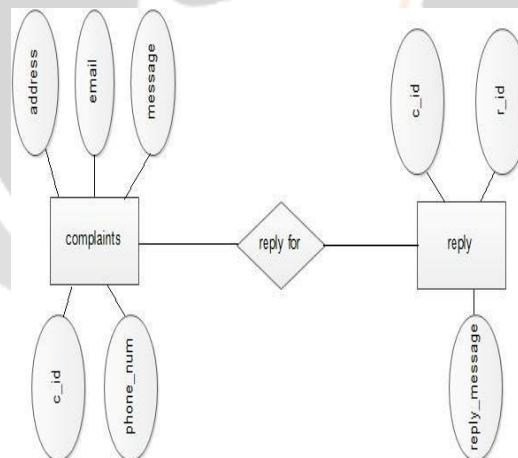 address
email
message
c_id
r_id
complaints
reply for
reply
c_id
phone_num
reply_message